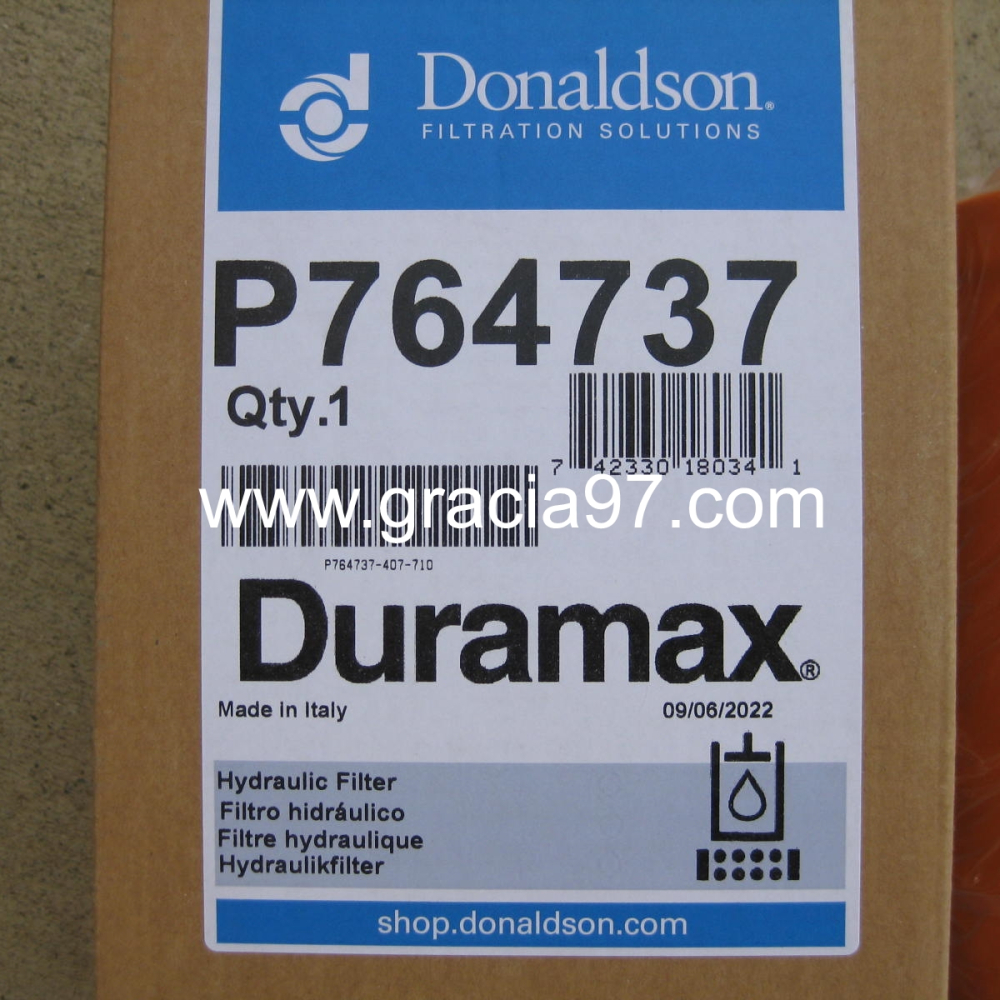 Donaldson®
FILTRATION SOLUTIONS
P764737
Qty.1
7 42330 18034 1
www.gracia97.com
P764737-407-710
Duramax®
Made in Italy 09/06/2022
Hydraulic Filter
Filtro hidráulico
Filtre hydraulique
Hydraulikfilter
shop.donaldson.com